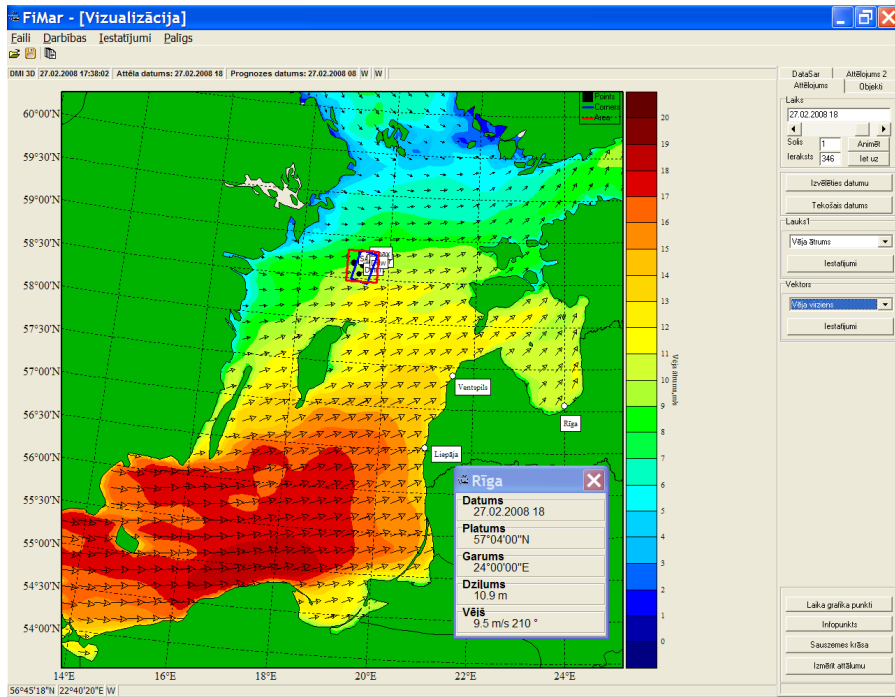 FiMar - [Vizualizācija]
Faili Darbības Iestatījumi Palīgs
DMI 3D 27.02.2008 17:38:02 Attēla datums: 27.02.2008 18 Prognozes datums: 27.02.2008 08 W W
DataSar Attēlojums 2
Attēlojums Objekti
Laiks
27.02.2008 18
Solis 1 Animēt
Ieraksts 346 Iet uz
Izvēlēties datumu
Tekošais datums
Lauks1
Vēja ātrums
Iestatījumi
Vektors
Vēja virziens
Iestatījumi
Points
Corners
Area
60°00'N
59°30'N
59°00'N
58°30'N
58°00'N
57°30'N
57°00'N
56°30'N
56°00'N
55°30'N
55°00'N
54°30'N
54°00'N
14°E 16°E 18°E 20°E 22°E 24°E
20
19
18
17
16
15
14
13
12
11
10
9
8
7
6
5
4
3
2
1
0
Vēja ātrums,m/s
Ventspils
Rīga
Liepāja
Rīga
Datums
27.02.2008 18
Platums
57°04'00"N
Garums
24°00'00"E
Dziļums
10.9 m
Vējš
9.5 m/s 210 °
Laika grafika punkti
Infopunkts
Sauszemes krāsa
Izmērīt attālumu
56°45'18"N 22°40'20"E W